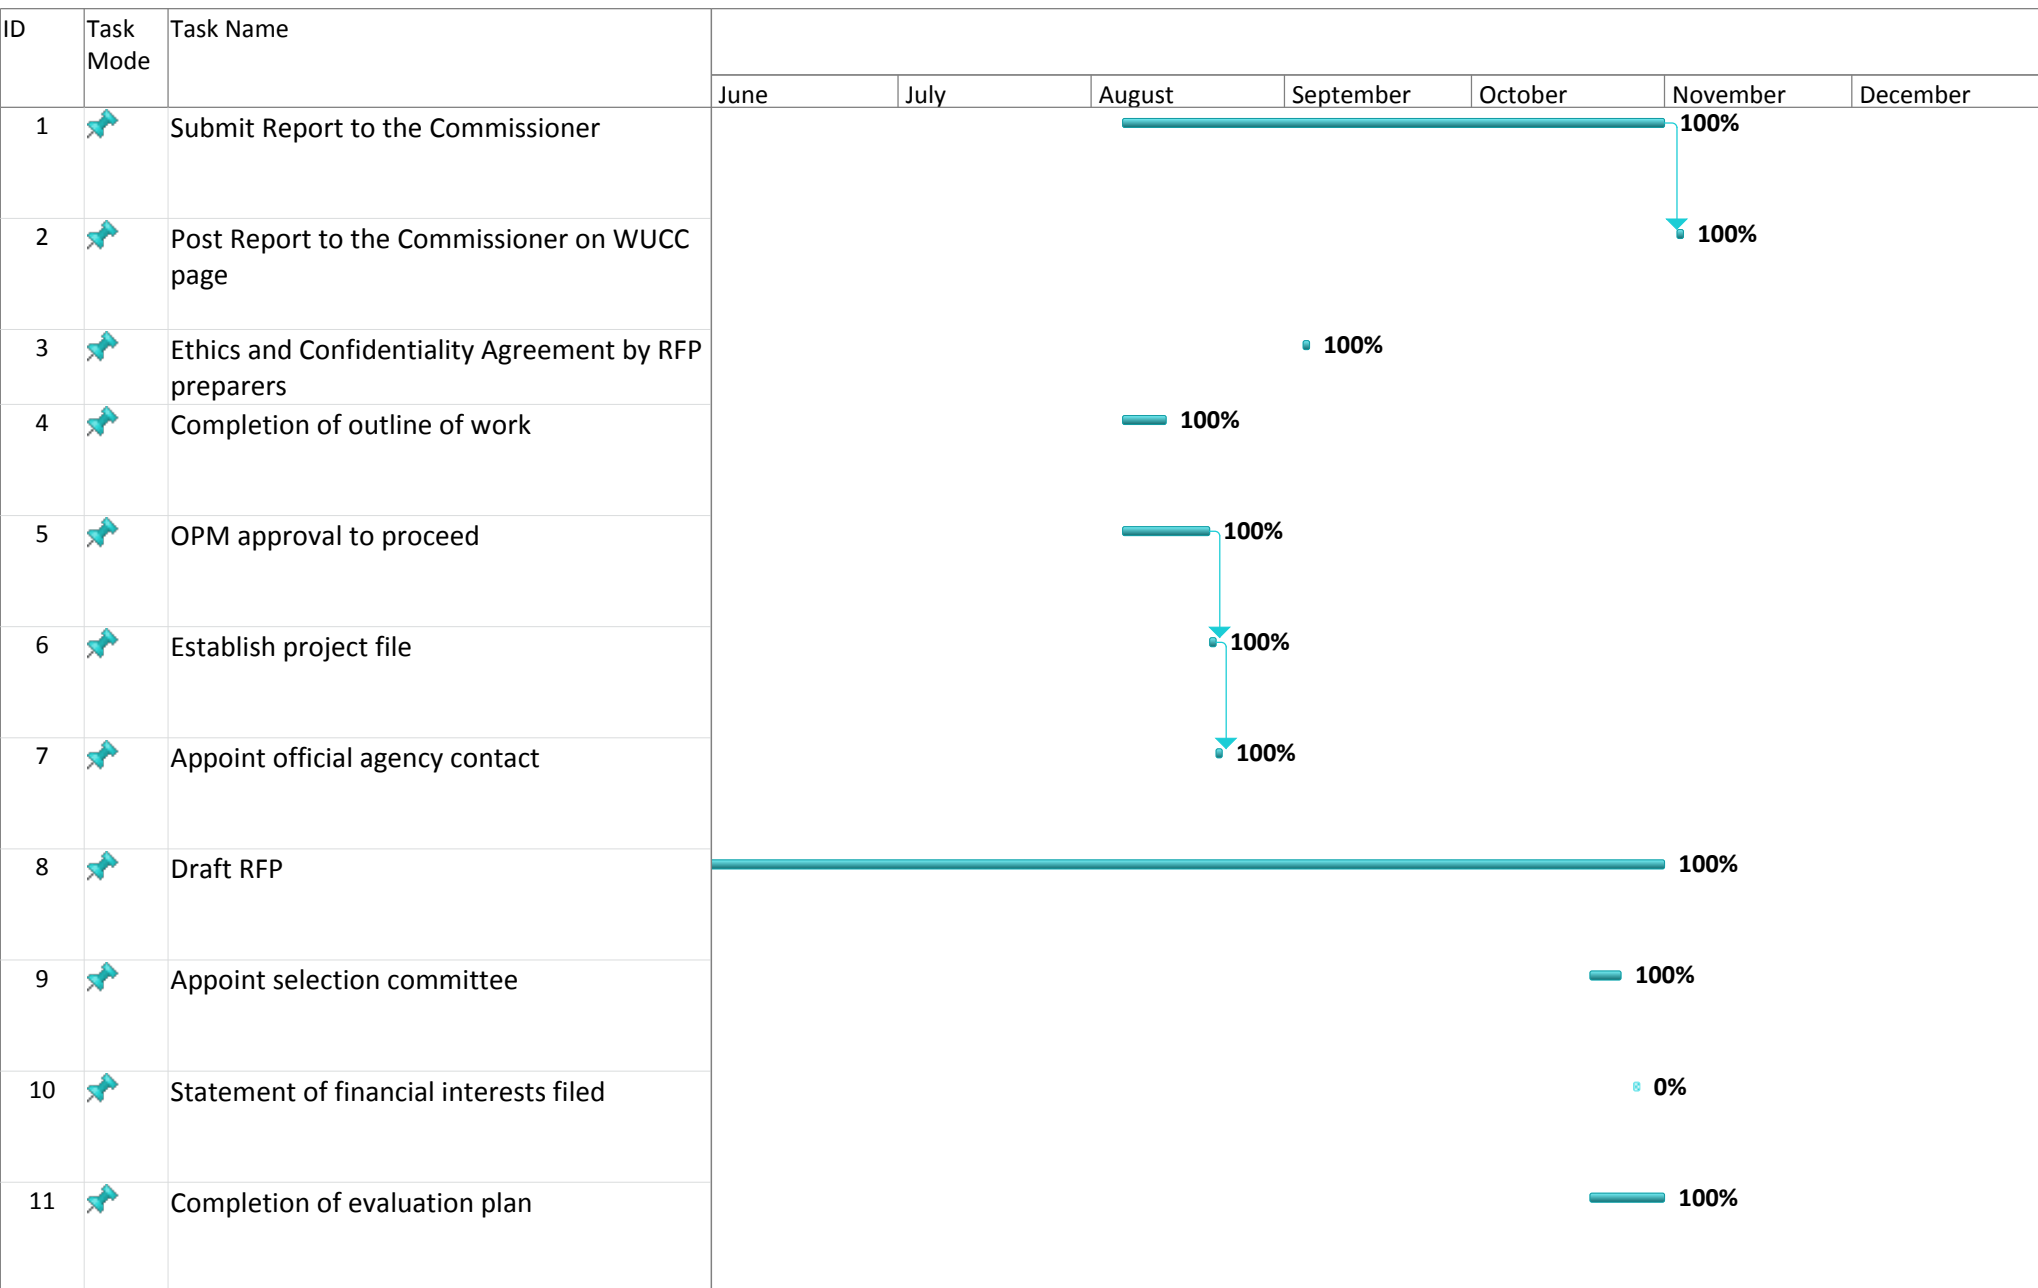 ID
Task
Mode
Task Name
June
July
August
September
October
November
December
1
Submit Report to the Commissioner
100%
2
Post Report to the Commissioner on WUCC
page
100%
3
Ethics and Confidentiality Agreement by RFP
preparers
100%
4
Completion of outline of work
100%
5
OPM approval to proceed
100%
6
Establish project file
100%
7
Appoint official agency contact
100%
8
Draft RFP
100%
9
Appoint selection committee
100%
10
Statement of financial interests filed
0%
11
Completion of evaluation plan
100%